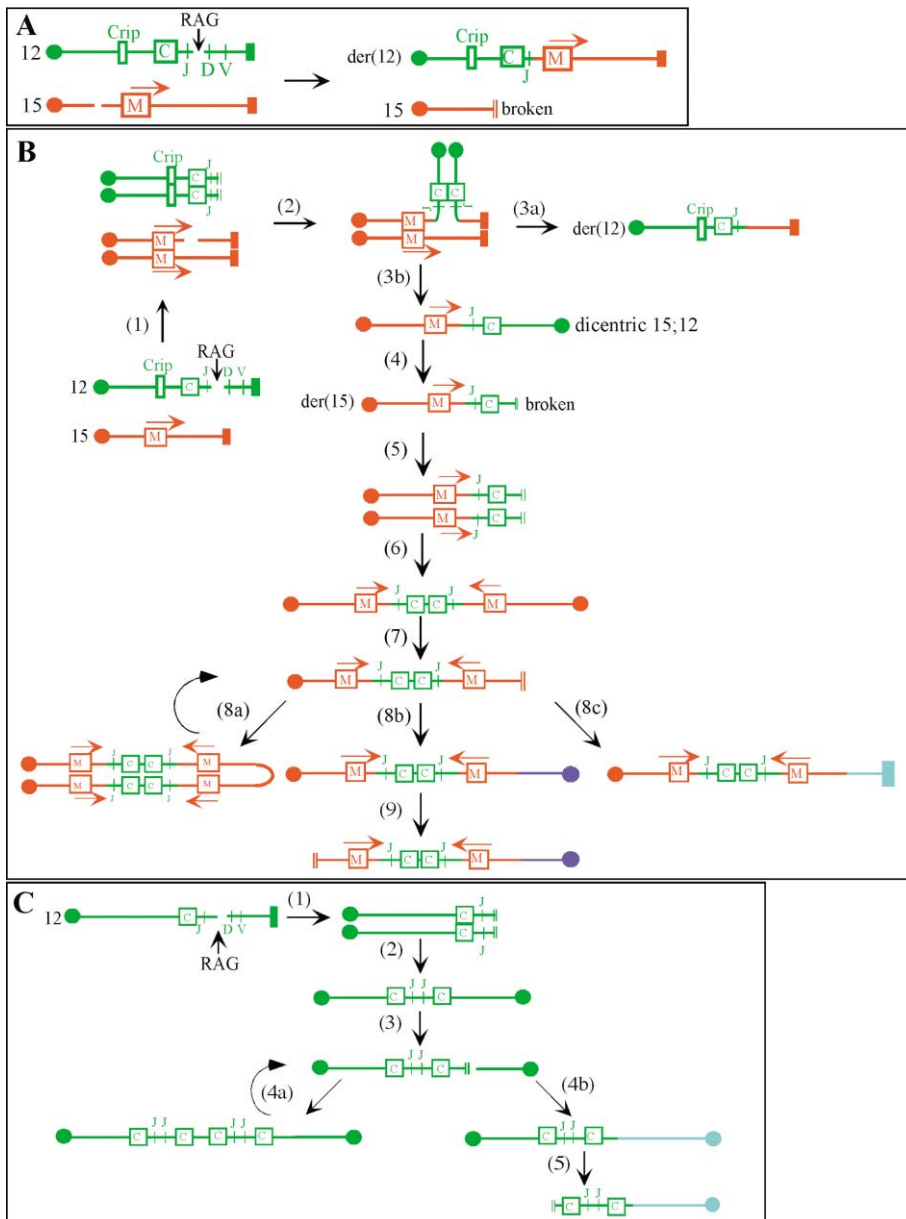 A
RAG
Crip
12
C
J
D V
15
M
Crip
der(12)
C
J
M
15
broken
B
Crip
J
C
C
J
(2)
C C
J J
M
M
(3a)
Crip
der(12)
C
J
M
M
(1)
(3b)
RAG
Crip
12
C
J
D V
15
M
M
J
C
dicentric 15;12
(4)
der(15)
M
J
C
broken
(5)
M
J
C
M
J
C
(6)
M
J
C C
J
M
(7)
M
J
C C
J
M
(8a)
(8b)
(8c)
M
J
C C
J
M
M
J
C C
J
M
M
J
C C
J
M
M
J
C C
J
M
(9)
M
J
C C
J
M
C
12
C
J
D V
RAG
(1)
C
J
C
J
(2)
C
J J
C
(3)
C
J J
C
(4a)
(4b)
C
J J
C
C
J J
C
C
J J
C
(5)
C
J J
C